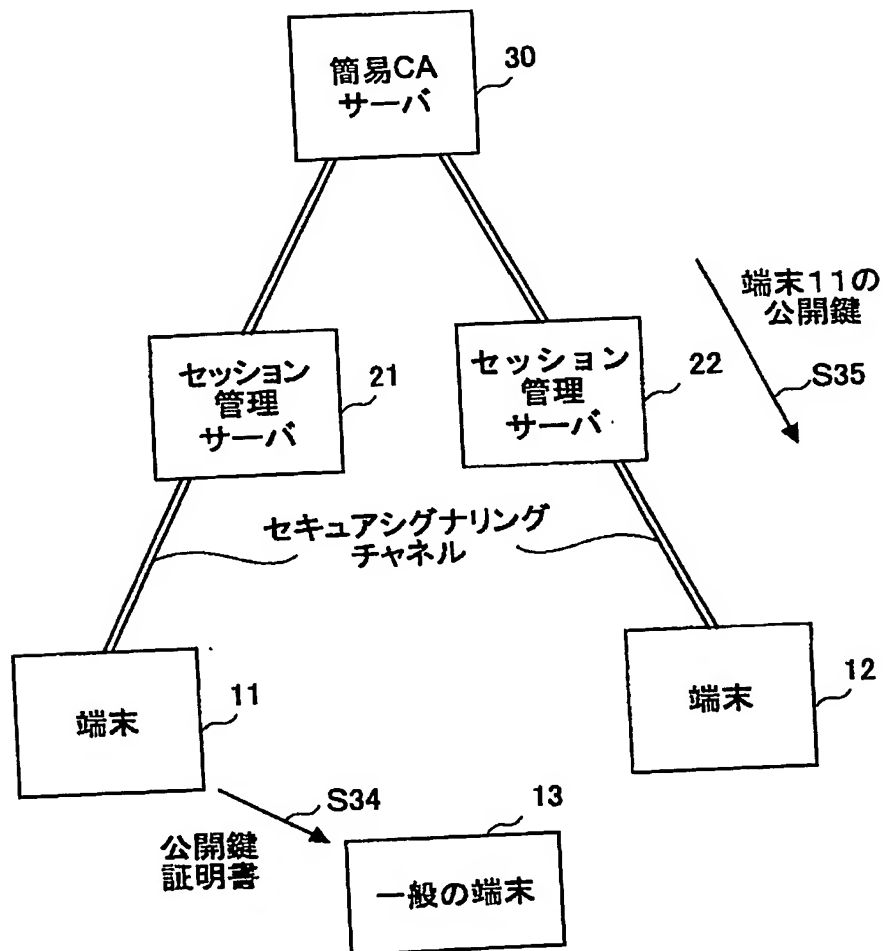 簡易CA
サーバ
30
端末11の
公開鍵
S35
セッション
管理
サーバ
21
セッション
管理
サーバ
22
セキュアシグナリング
チャネル
端末
11
端末
12
S34
公開鍵
証明書
13
一般の端末